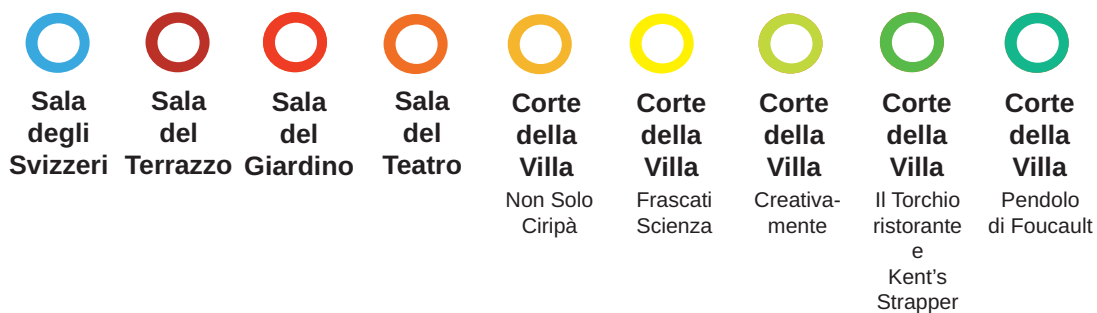 Sala
degli
Svizzeri
Sala
del
Terrazzo
Sala
del
Giardino
Sala
del
Teatro
Corte
della
Villa
Non Solo
Ciripà
Corte
della
Villa
Frascati
Scienza
Corte
della
Villa
Creativa-
mente
Corte
della
Villa
Il Torchio
ristorante
e
Kent's
Strapper
Corte
della
Villa
Pendolo
di Foucault